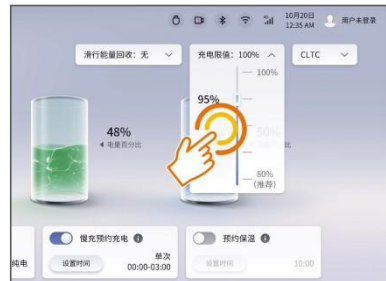 5G
10月20日
12:35 AM
用户未登录
滑行能量回收：无
充电限值：100%
CLTC
100%
95%
48%
电量百分比
50%
比
80%
(推荐)
慢充预约充电
预约保温
纯电
设置时间
单次
00:00-03:00
设置时间
10:00